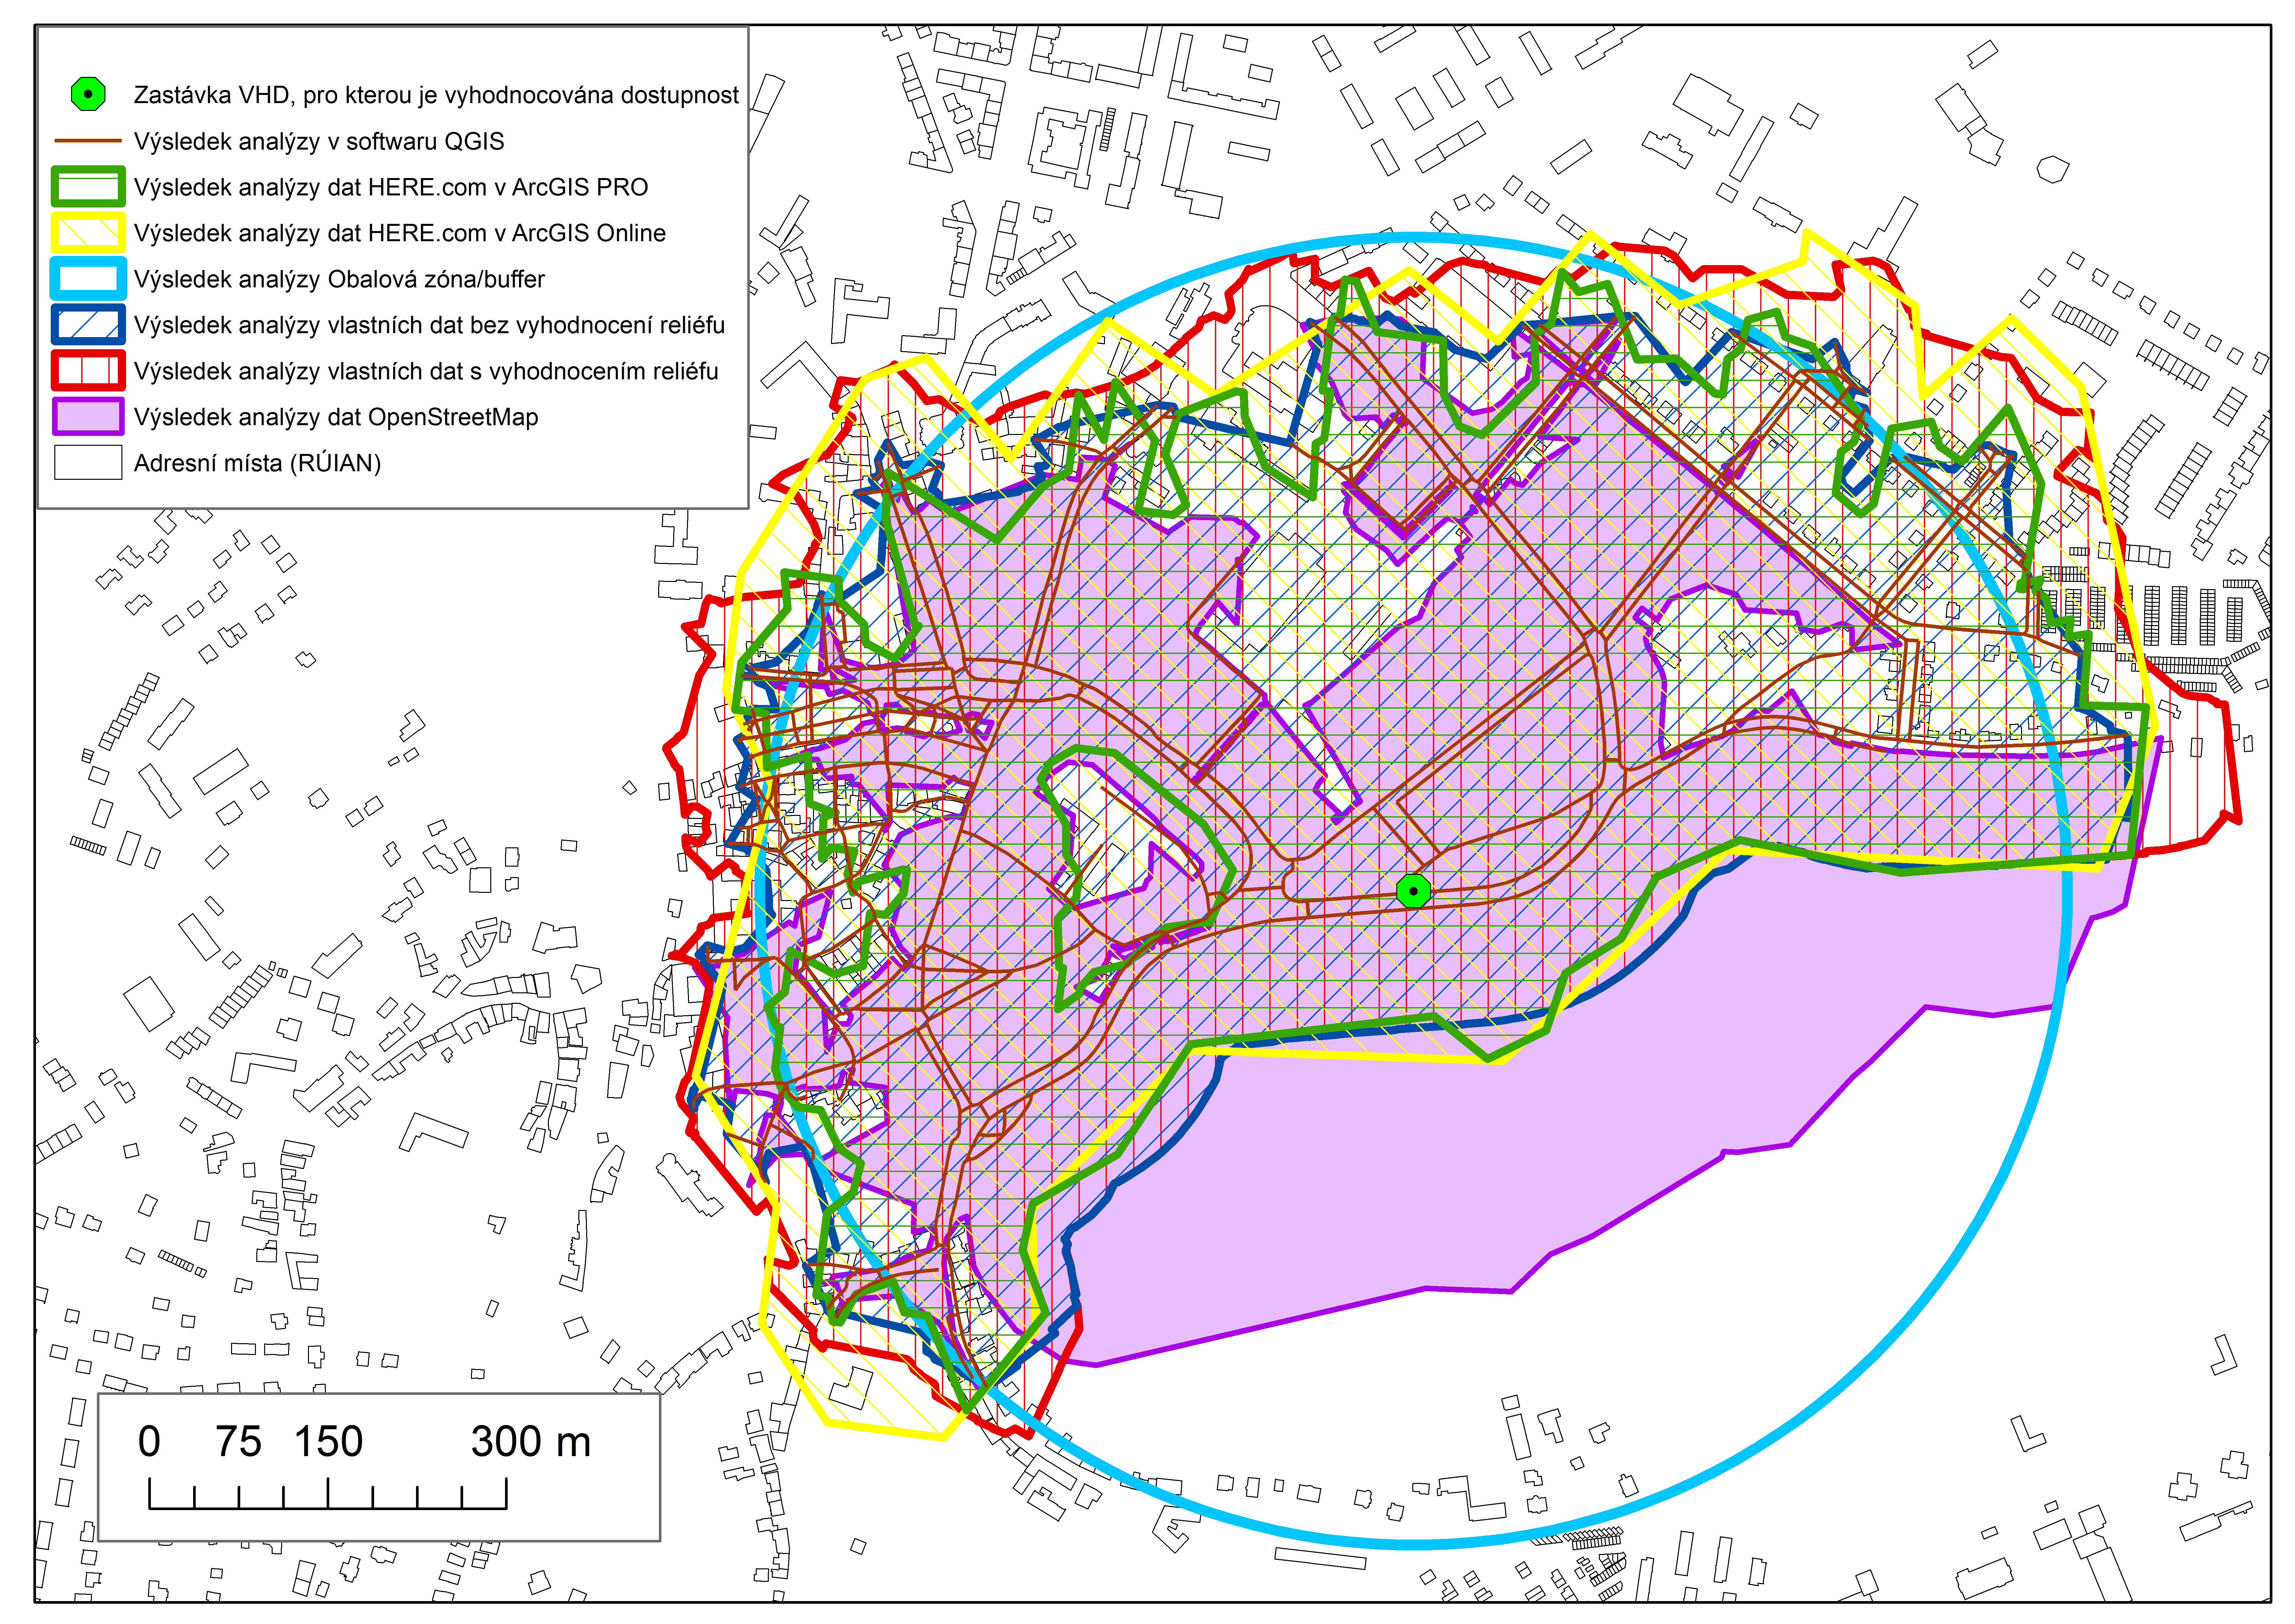 Zastávka VHD, pro kterou je vyhodnocována dostupnost
Výsledek analýzy v softwaru QGIS
Výsledek analýzy dat HERE.com v ArcGIS PRO
Výsledek analýzy dat HERE.com v ArcGIS Online
Výsledek analýzy Obalová zóna/buffer
Výsledek analýzy vlastních dat bez vyhodnocení reliéfu
Výsledek analýzy vlastních dat s vyhodnocením reliéfu
Výsledek analýzy dat OpenStreetMap
Adresní místa (RÚIAN)
0 75 150 300 m